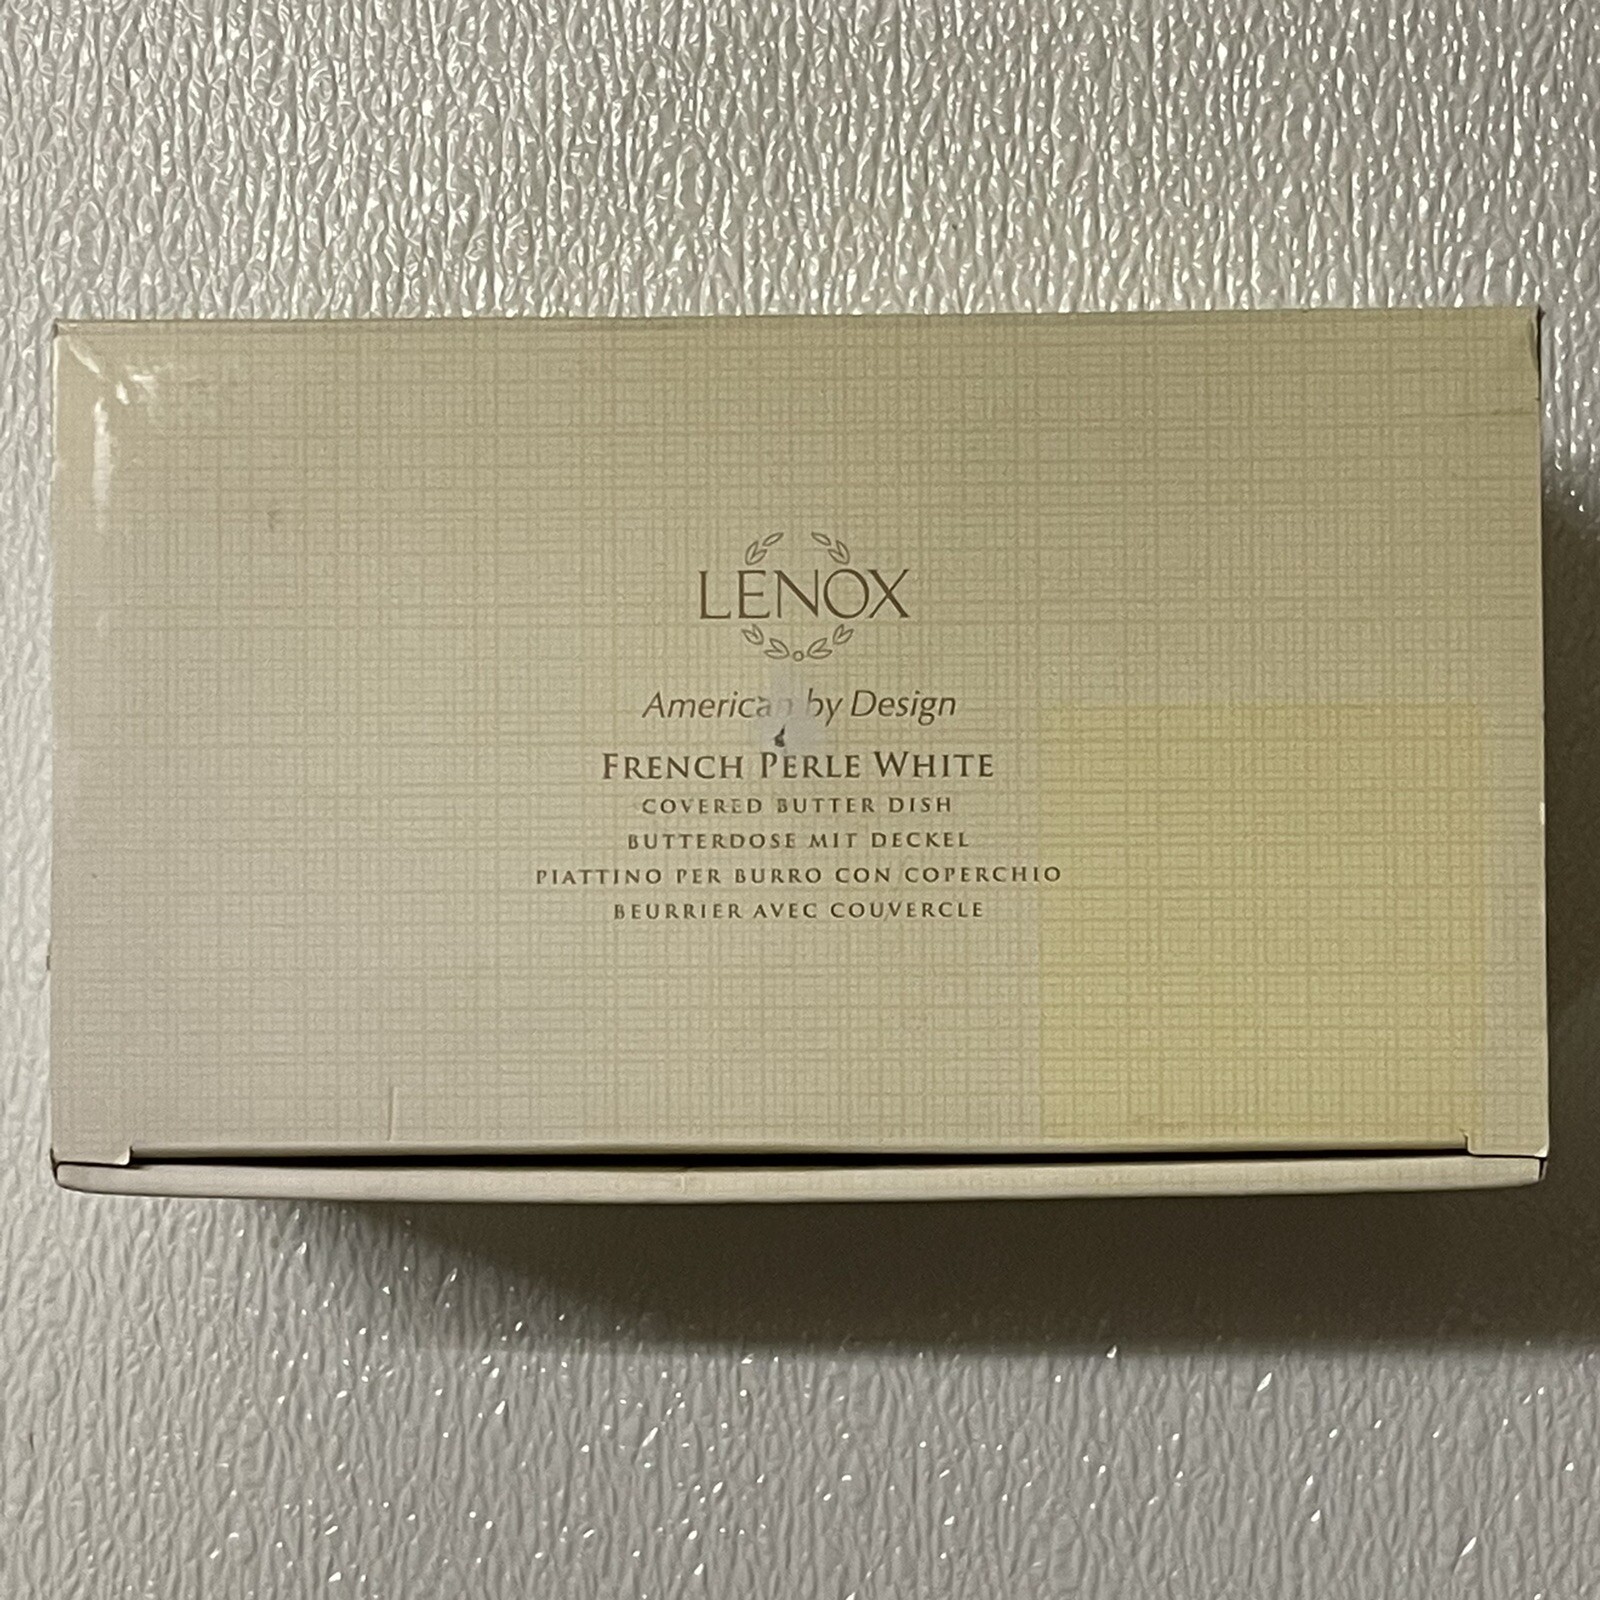 LENOX
American by Design
FRENCH PERLE WHITE
COVERED BUTTER DISH
BUTTERDOSE MIT DECKEL
PIATTINO PER BURRO CON COPERCHIO
BEURRIER AVEC COUVERCLE